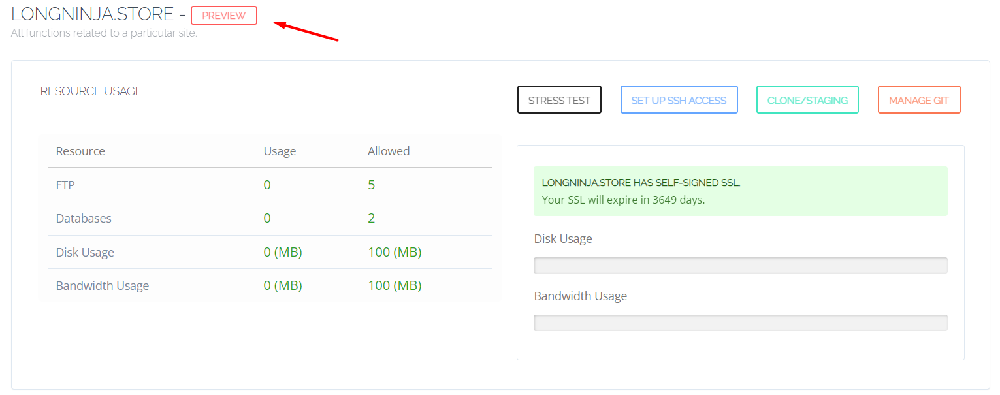 LONGNINJA.STORE - PREVIEW
All functions related to a particular site.
RESOURCE USAGE
STRESS TEST
SET UP SSH ACCESS
CLONE/STAGING
MANAGE GIT
Resource Usage Allowed
FTP 0 5
Databases 0 2
Disk Usage 0 (MB) 100 (MB)
Bandwidth Usage 0 (MB) 100 (MB)
LONGNINJA.STORE HAS SELF-SIGNED SSL.
Your SSL will expire in 3649 days.
Disk Usage
Bandwidth Usage